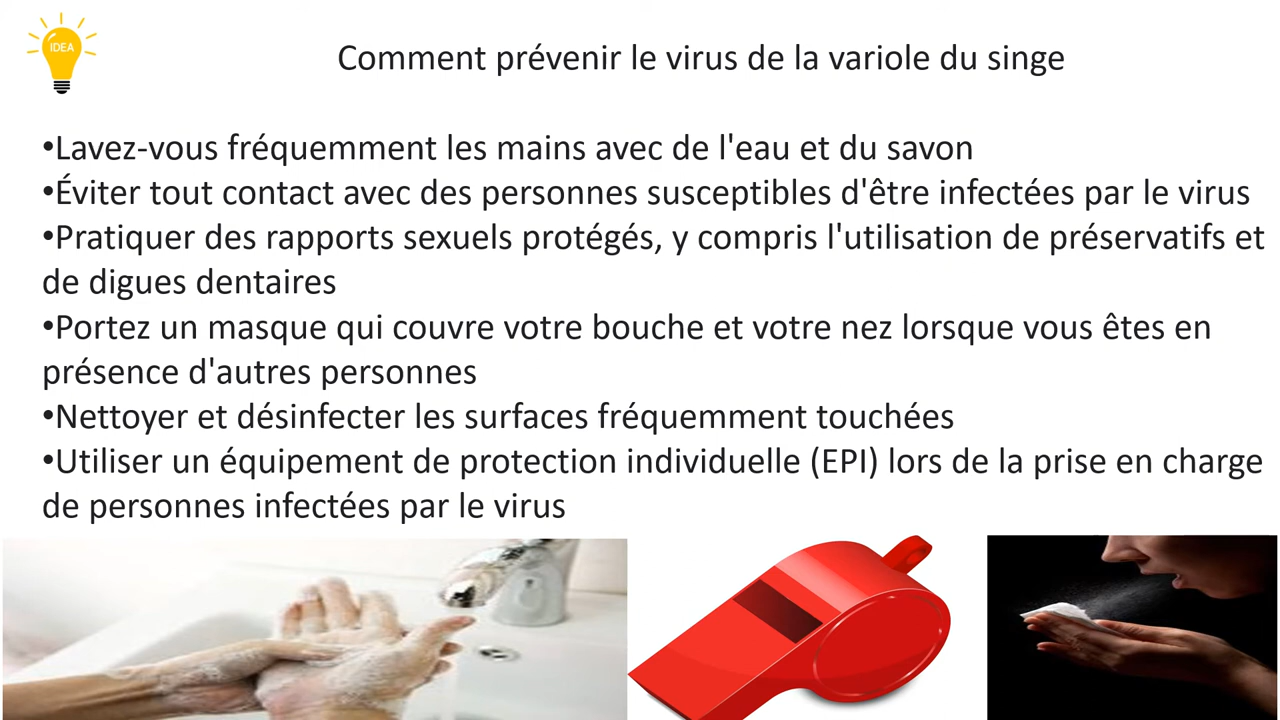 IDEA
Comment prévenir le virus de la variole du singe
•Lavez-vous fréquemment les mains avec de l'eau et du savon
•Éviter tout contact avec des personnes susceptibles d'être infectées par le virus
•Pratiquer des rapports sexuels protégés, y compris l'utilisation de préservatifs et
de digues dentaires
•Portez un masque qui couvre votre bouche et votre nez lorsque vous êtes en
présence d'autres personnes
•Nettoyer et désinfecter les surfaces fréquemment touchées
•Utiliser un équipement de protection individuelle (EPI) lors de la prise en charge
de personnes infectées par le virus